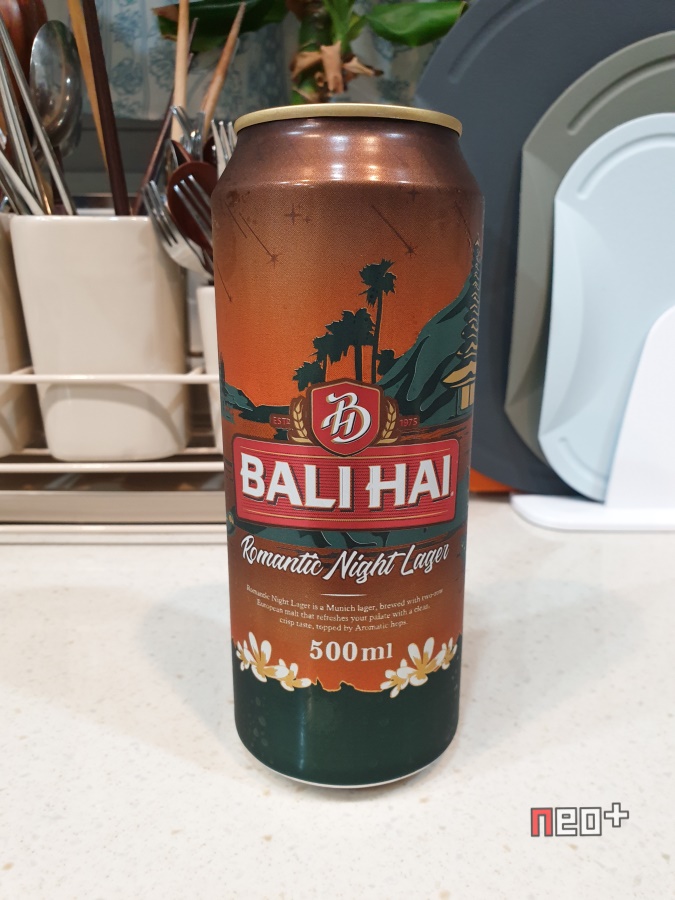 ESTD 1975
BALI HAI
Romantic Night Lager
Romantic Night Lager is a Munich lager, brewed with two-row
European malt that refreshes your palate with a clean,
crisp taste, topped by Aromatic hops.
500ml
neo+